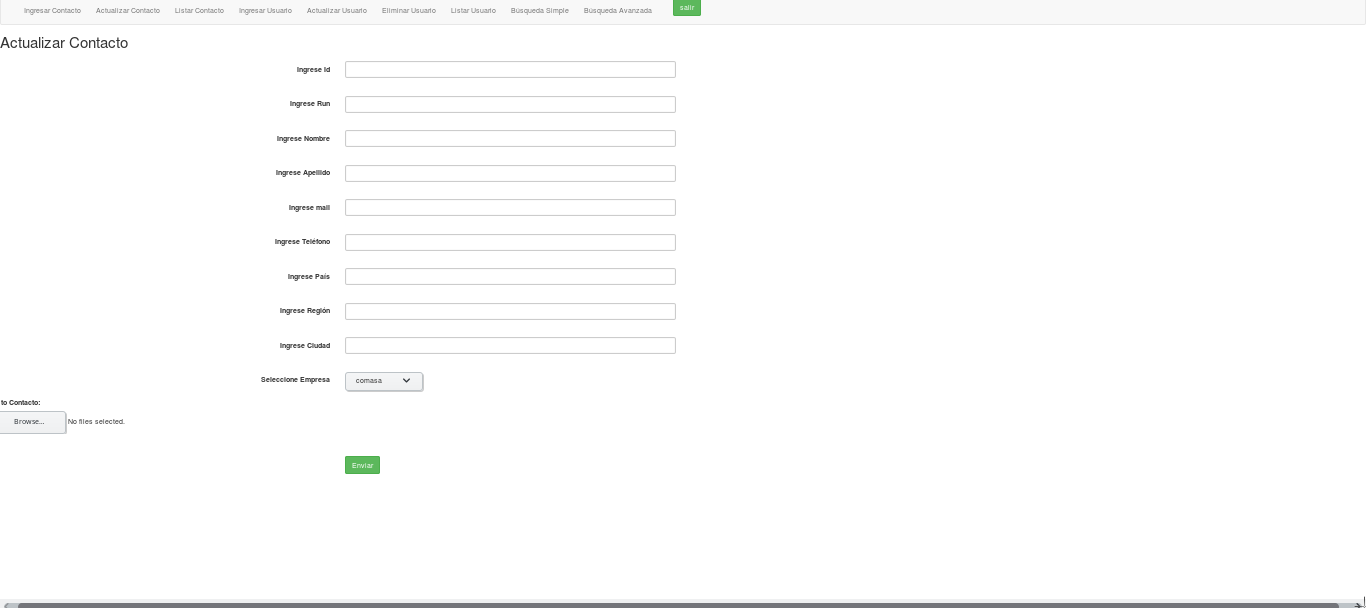 Ingresar Contacto Actualizar Contacto Listar Contacto Ingresar Usuario Actualizar Usuario Eliminar Usuario Listar Usuario Búsqueda Simple Búsqueda Avanzada salir
Actualizar Contacto
Ingrese Id
Ingrese Run
Ingrese Nombre
Ingrese Apellido
Ingrese mail
Ingrese Teléfono
Ingrese País
Ingrese Región
Ingrese Ciudad
Seleccione Empresa comasa
to Contacto:
Browse... No files selected.
Enviar